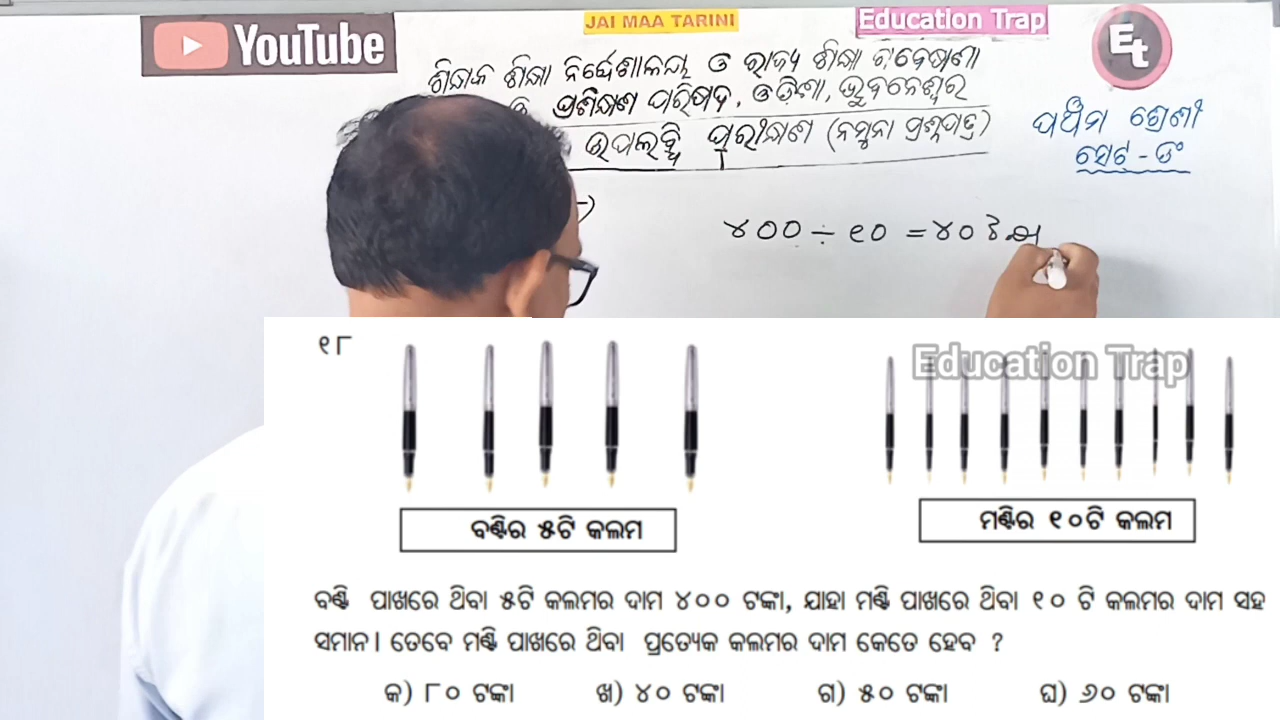 YouTube
JAI MAA TARINI
Education Trap
Et
ଶିକ୍ଷକ ଶିକ୍ଷା ନିର୍ଦ୍ଦେଶାଳୟ ଓ ରାଜ୍ୟ ଶିକ୍ଷା ଗବେଷଣା
ଓ ପ୍ରଶିକ୍ଷଣ ପରିଷଦ, ଓଡ଼ିଶା, ଭୁବନେଶ୍ୱର
ଉପଲବ୍ଧି ପରୀକ୍ଷଣ (ନମୁନା ପ୍ରଶ୍ନପତ୍ର)
ପଞ୍ଚମ ଶ୍ରେଣୀ
ସେଟ୍ - ଙ
୪୦୦ ÷ ୧୦ = ୪୦
୧୮
Education Trap
ବଣ୍ଟିର ୫ଟି କଲମ
ମଣ୍ଟିର ୧୦ଟି କଲମ
ବଣ୍ଟି ପାଖରେ ଥିବା ୫ଟି କଲମର ଦାମ ୪୦୦ ଟଙ୍କା, ଯାହା ମଣ୍ଟି ପାଖରେ ଥିବା ୧୦ ଟି କଲମର ଦାମ ସହ
ସମାନ। ତେବେ ମଣ୍ଟି ପାଖରେ ଥିବା ପ୍ରତ୍ୟେକ କଲମର ଦାମ କେତେ ହେବ ?
କ) ୮୦ ଟଙ୍କା ଖ) ୪୦ ଟଙ୍କା ଗ) ୫୦ ଟଙ୍କା ଘ) ୬୦ ଟଙ୍କା